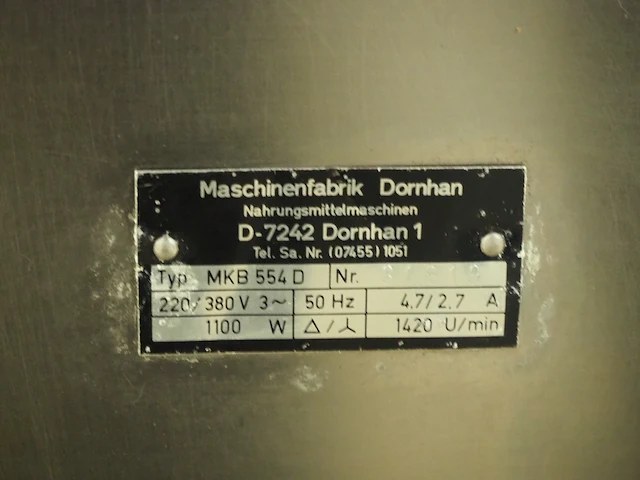 Maschinenfabrik Dornhan
Nahrungsmittelmaschinen
D-7242 Dornhan 1
Tel. Sa. Nr. (07455) 1051
Typ MKB 554 D Nr.
220/380 V 3~ 50 Hz 4.7/2.7 A
1100 W △/⅄ 1420 U/min